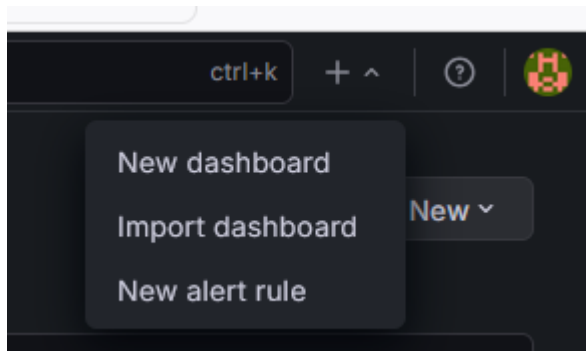 ctrl+k
New dashboard
Import dashboard
New alert rule
New